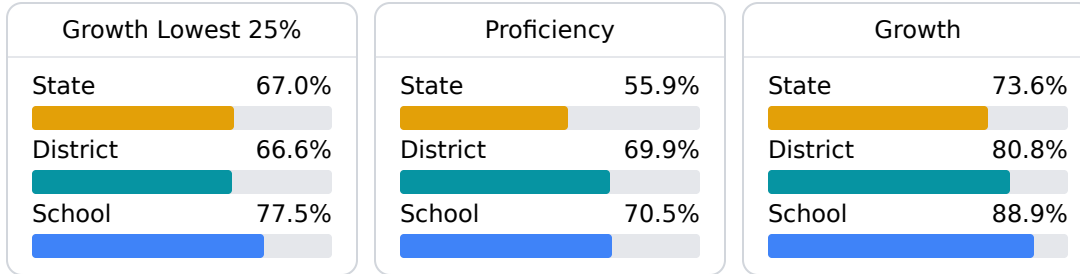 Growth Lowest 25%
State 67.0%
District 66.6%
School 77.5%
Proficiency
State 55.9%
District 69.9%
School 70.5%
Growth
State 73.6%
District 80.8%
School 88.9%